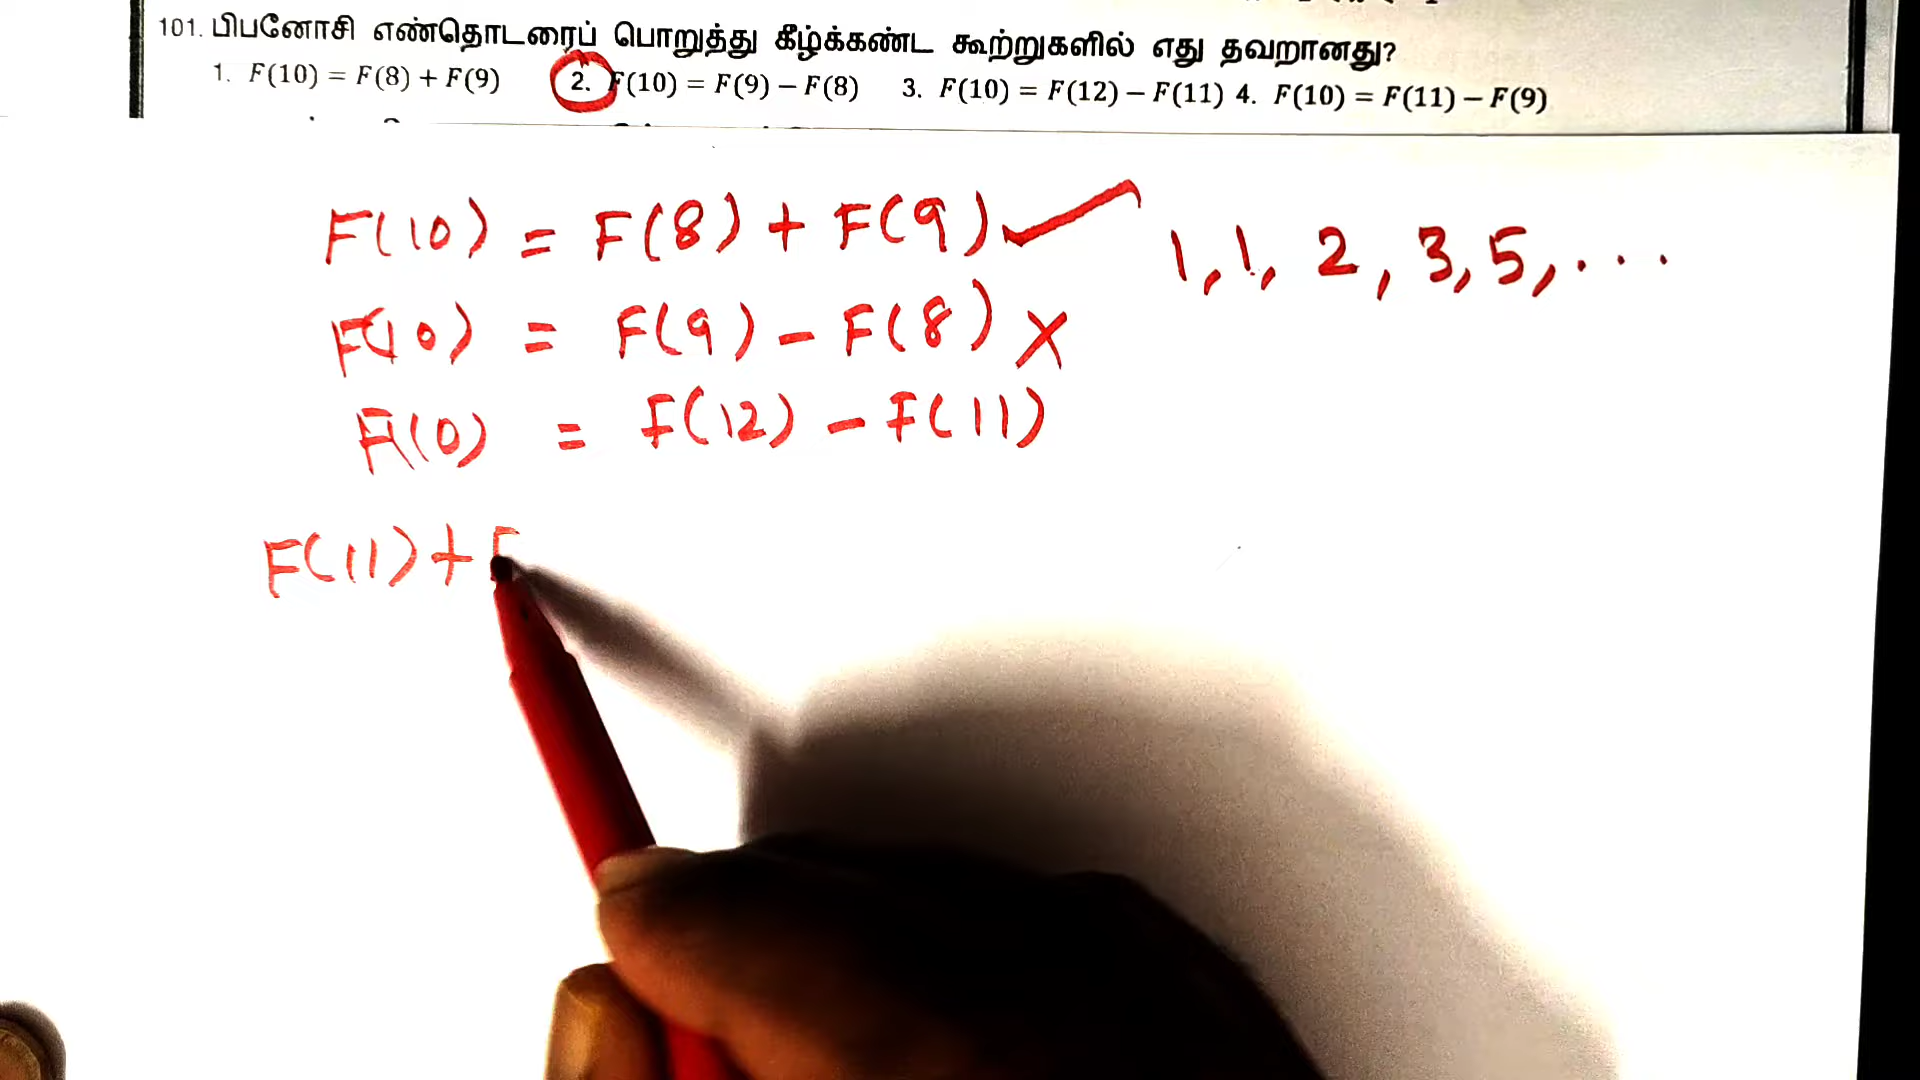 101. பிபனோசி எண்தொடரைப் பொறுத்து கீழ்க்கண்ட கூற்றுகளில் எது தவறானது?
1. F(10) = F(8) + F(9) 2. F(10) = F(9) − F(8) 3. F(10) = F(12) − F(11) 4. F(10) = F(11) − F(9)
F(10) = F(8) + F(9) ✓ 1, 1, 2, 3, 5, ...
F(10) = F(9) − F(8) X
F(10) = F(12) − F(11)
F(11) + F